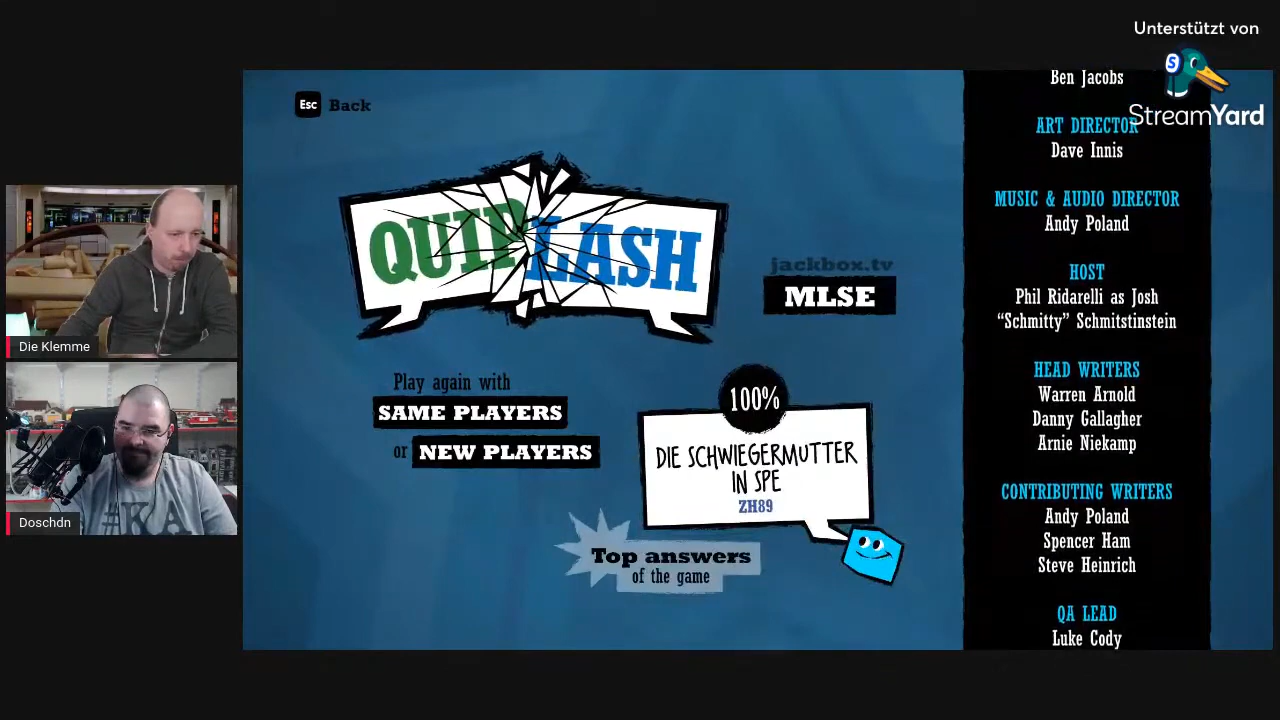 Unterstützt von
StreamYard
Esc Back
QUIPLASH
jackbox.tv
MLSE
Play again with
SAME PLAYERS
or NEW PLAYERS
100%
DIE SCHWIEGERMUTTER
IN SPE
ZH89
Top answers
of the game
Ben Jacobs
ART DIRECTOR
Dave Innis
MUSIC & AUDIO DIRECTOR
Andy Poland
HOST
Phil Ridarelli as Josh
“Schmitty” Schmitstinstein
HEAD WRITERS
Warren Arnold
Danny Gallagher
Arnie Niekamp
CONTRIBUTING WRITERS
Andy Poland
Spencer Ham
Steve Heinrich
QA LEAD
Luke Cody
Die Klemme
Doschdn
#KA